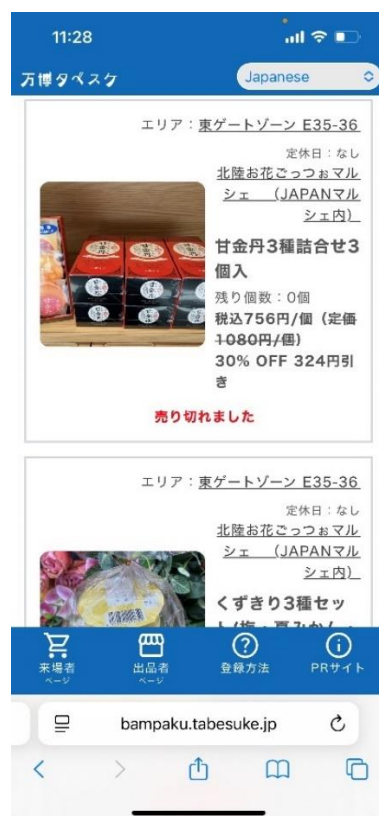 11:28
万博タベスケ
Japanese
エリア：東ゲートゾーン E35-36
定休日：なし
北陸お花ごっつぉマル
シェ （JAPANマル
シェ内）
甘金丹3種詰合せ3
個入
残り個数：0個
税込756円/個（定価
1080円/個）
30% OFF 324円引
き
売り切れました
エリア：東ゲートゾーン E35-36
定休日：なし
北陸お花ごっつぉマル
シェ （JAPANマル
シェ内）
くずきり3種セッ
ト(梅・夏みかん・
来場者
ページ
出品者
ページ
登録方法
PRサイト
bampaku.tabesuke.jp